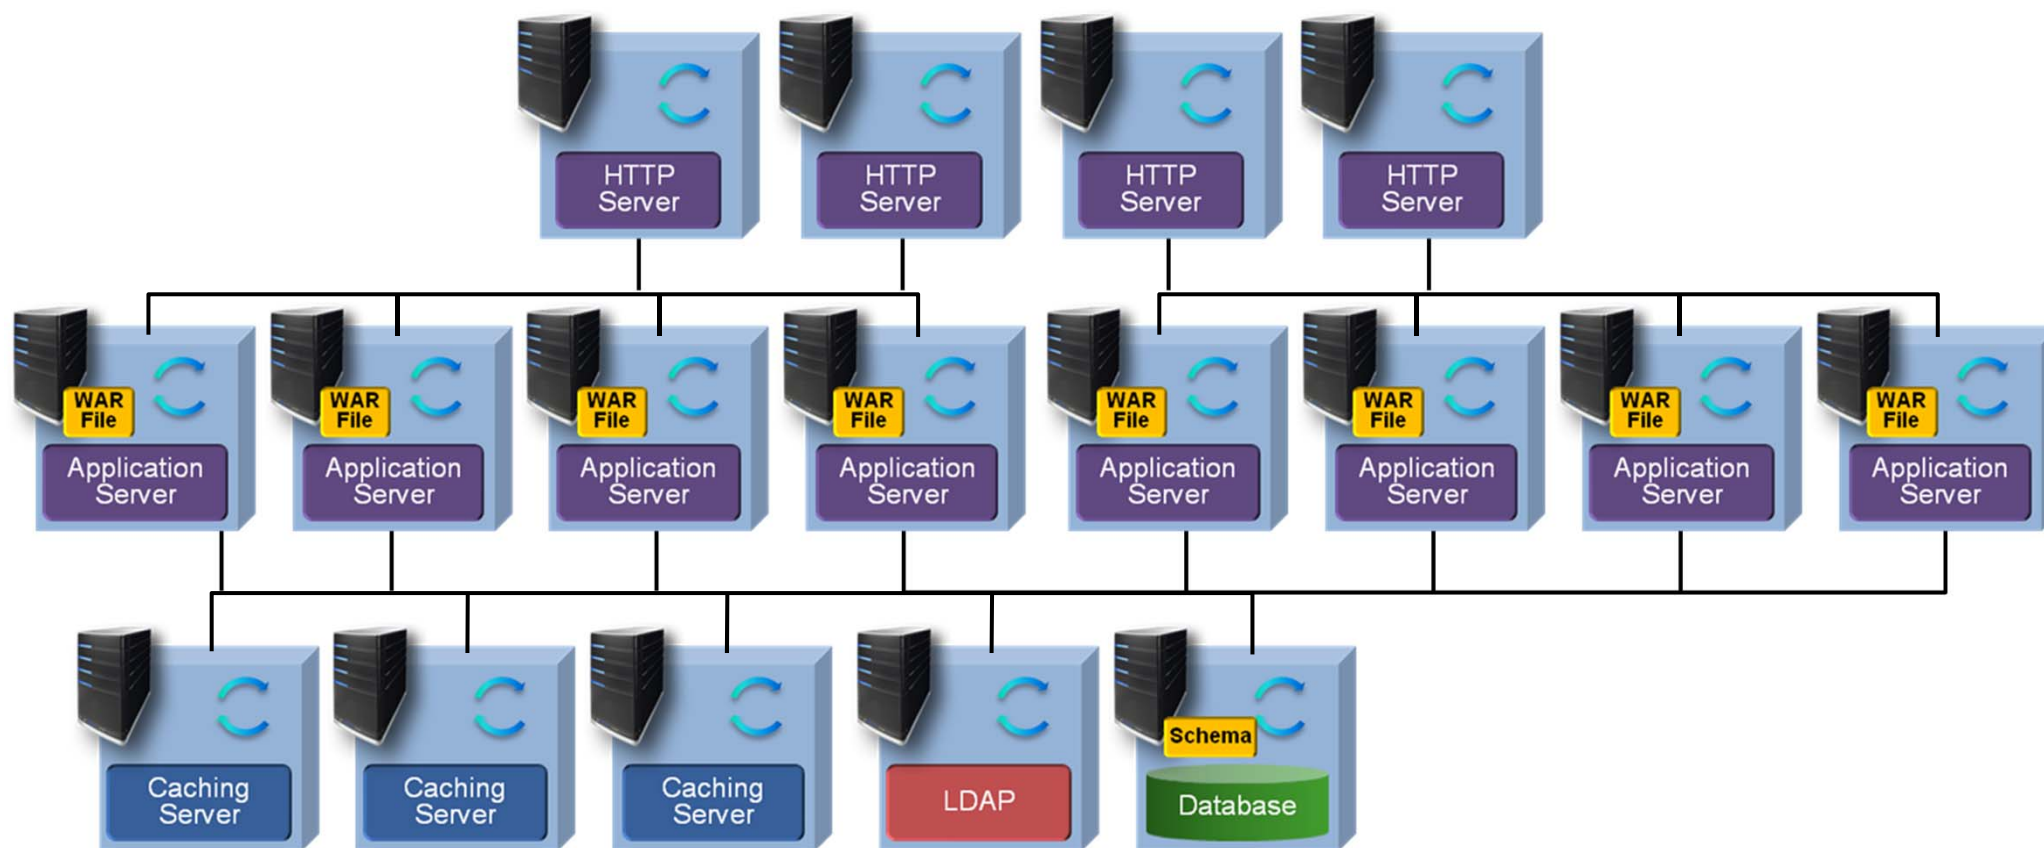 HTTP
Server
HTTP
Server
HTTP
Server
HTTP
Server
WAR
File
Application
Server
WAR
File
Application
Server
WAR
File
Application
Server
WAR
File
Application
Server
WAR
File
Application
Server
WAR
File
Application
Server
WAR
File
Application
Server
WAR
File
Application
Server
Caching
Server
Caching
Server
Caching
Server
LDAP
Schema
Database